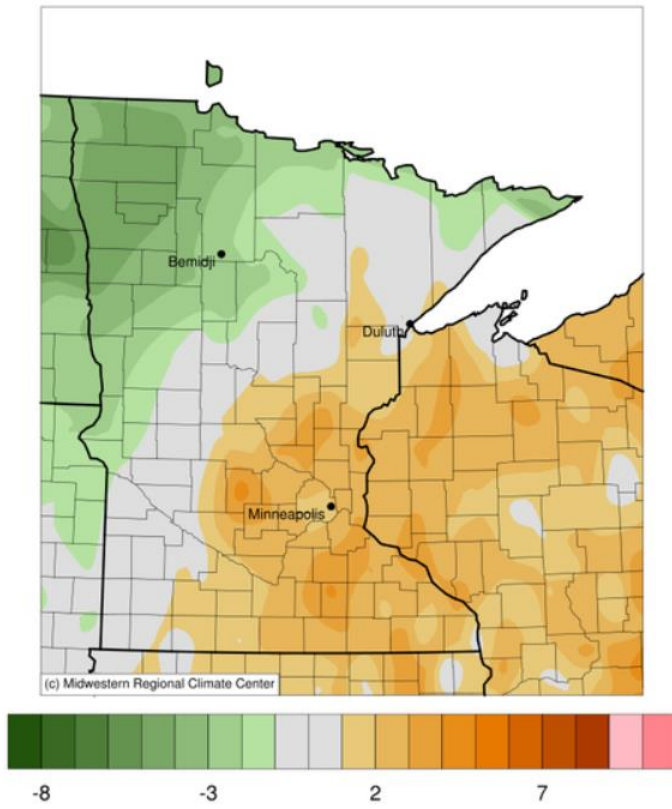 Bemidji
Duluth
Minneapolis
(c) Midwestern Regional Climate Center
-8 -3 2 7